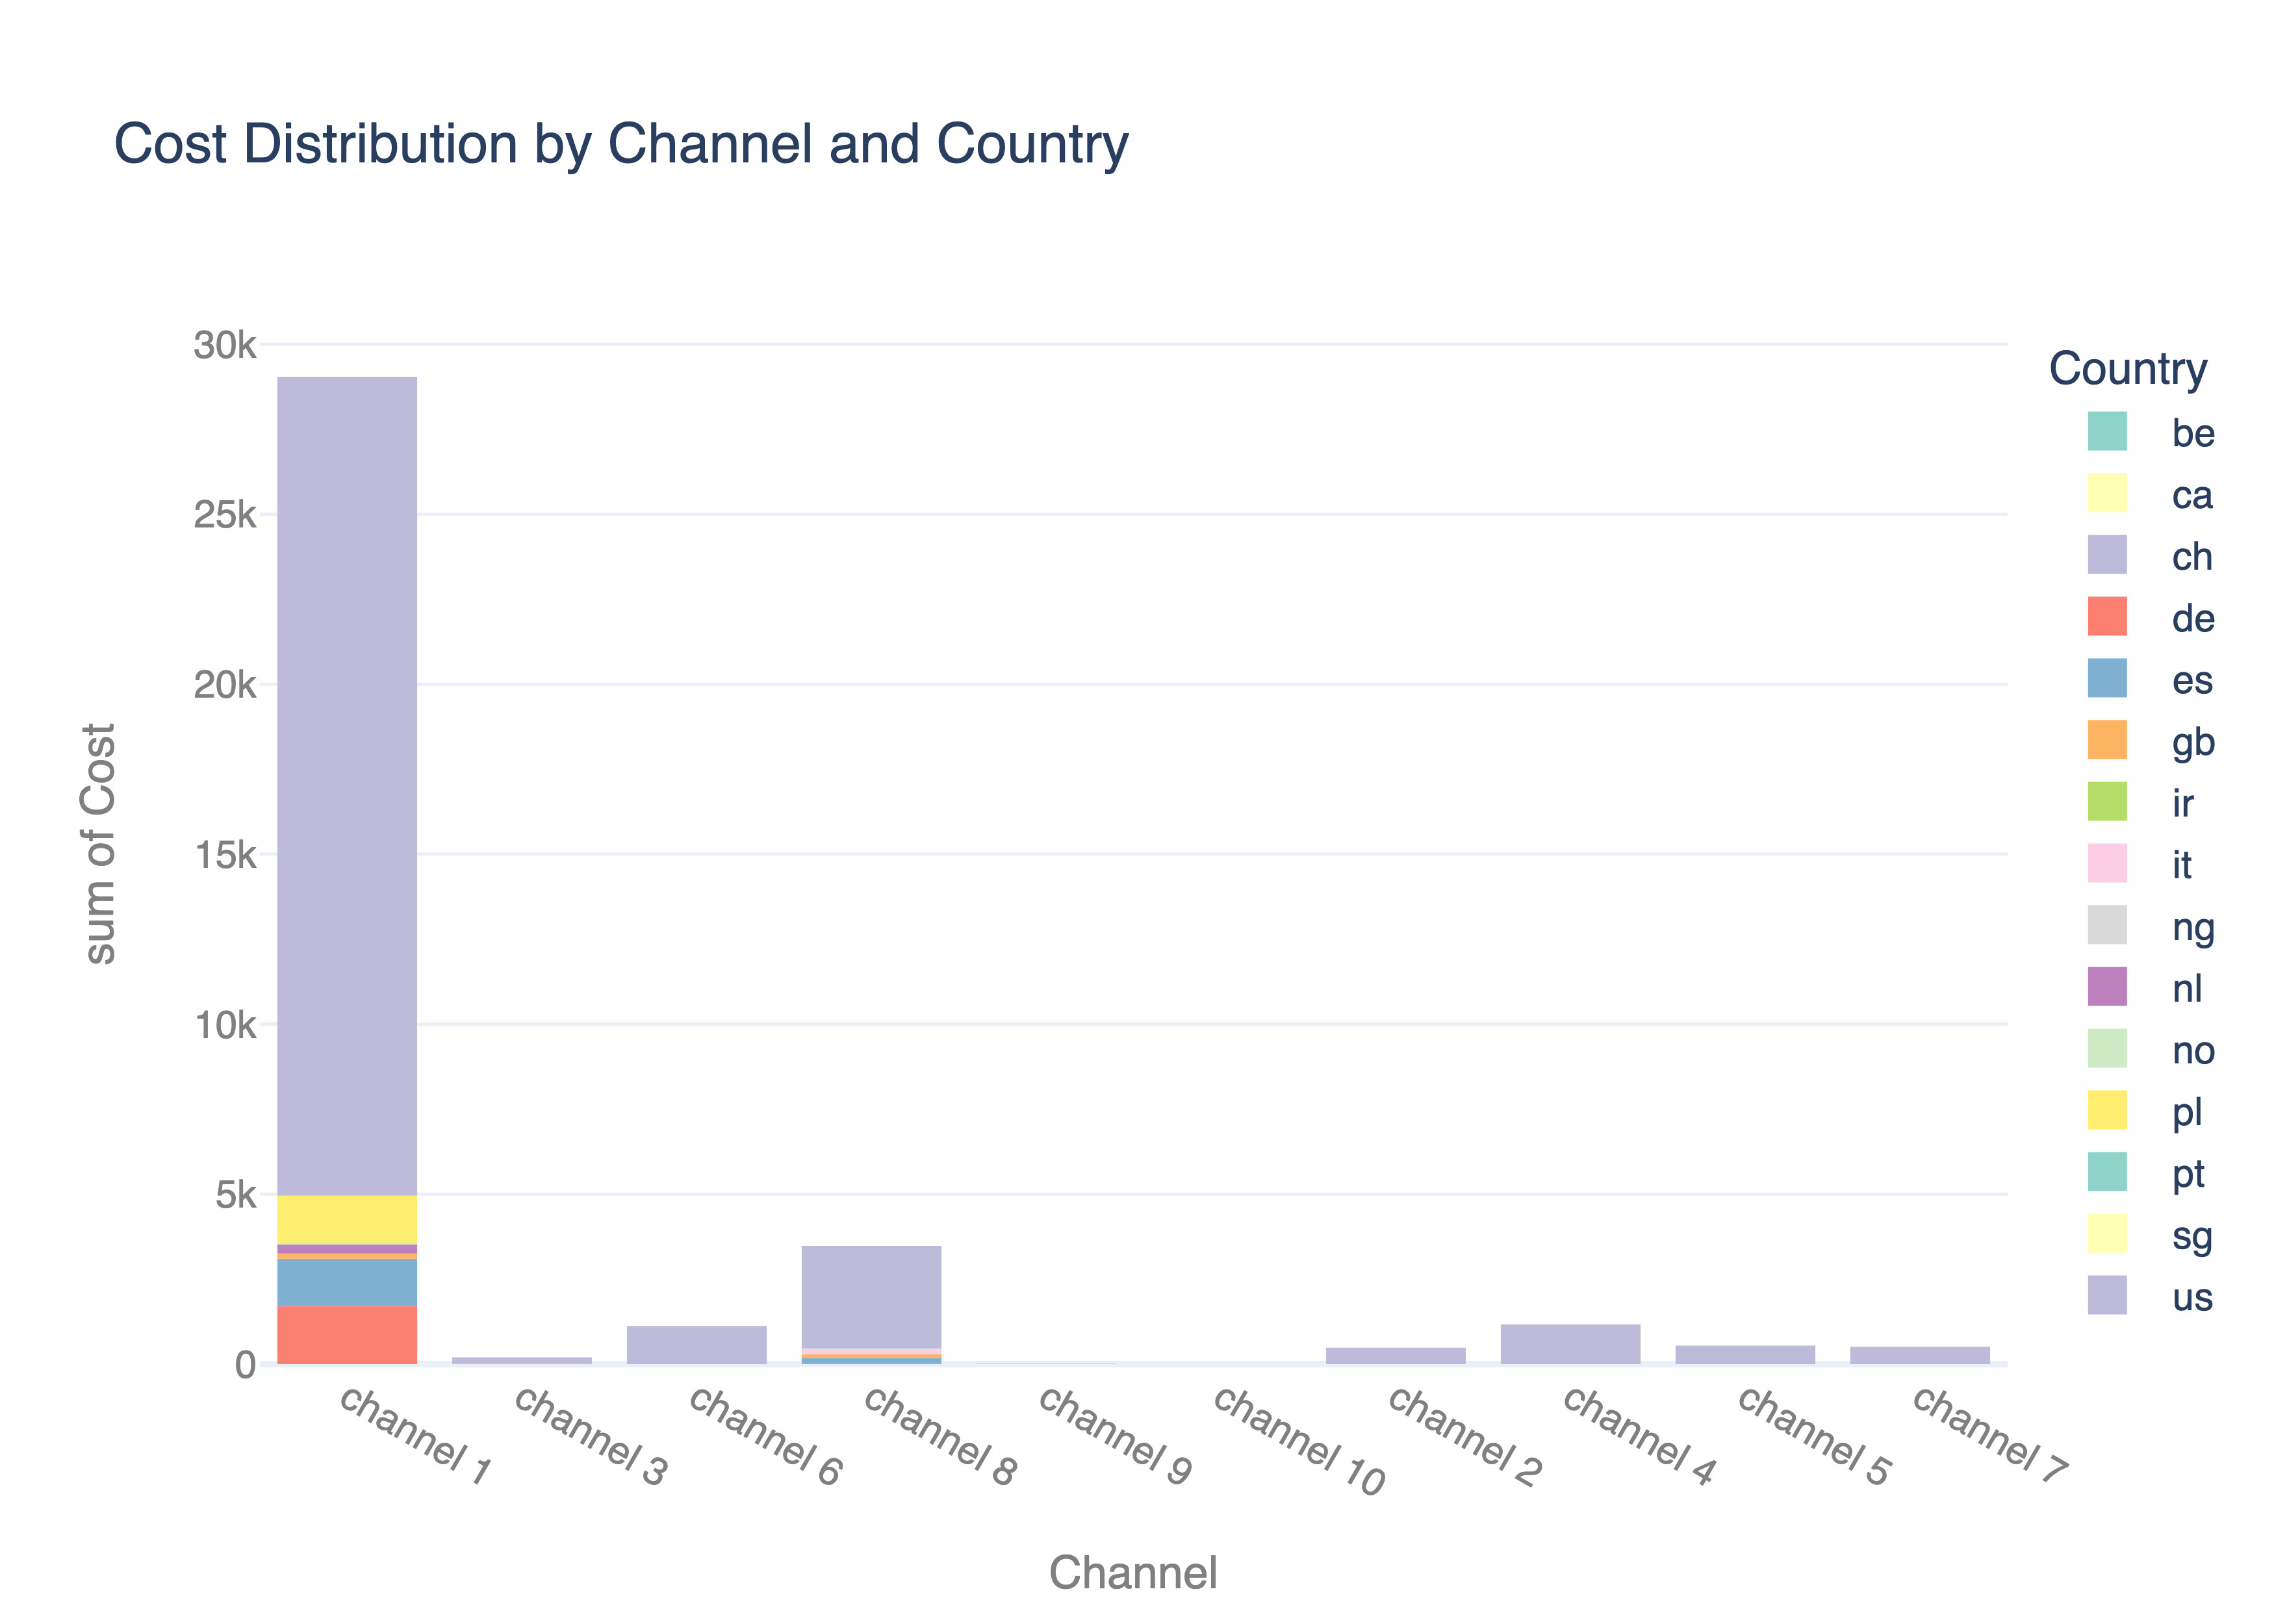 Cost Distribution by Channel and Country
30k
25k
20k
15k
10k
5k
0
sum of Cost
channel 1
channel 3
channel 6
channel 8
channel 9
channel 10
channel 2
channel 4
channel 5
channel 7
Channel
Country
be
ca
ch
de
es
gb
ir
it
ng
nl
no
pl
pt
sg
us